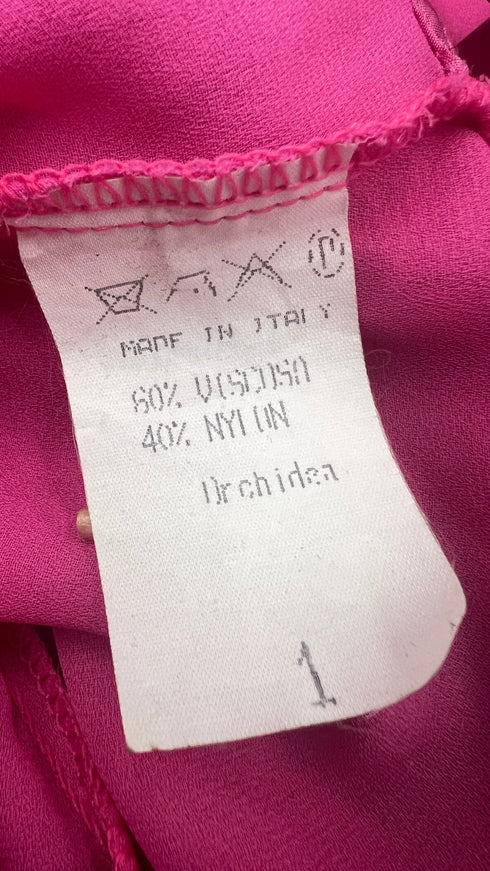 P
MADE IN ITALY
60% VISCOSA
40% NYLON
Orchidea
1